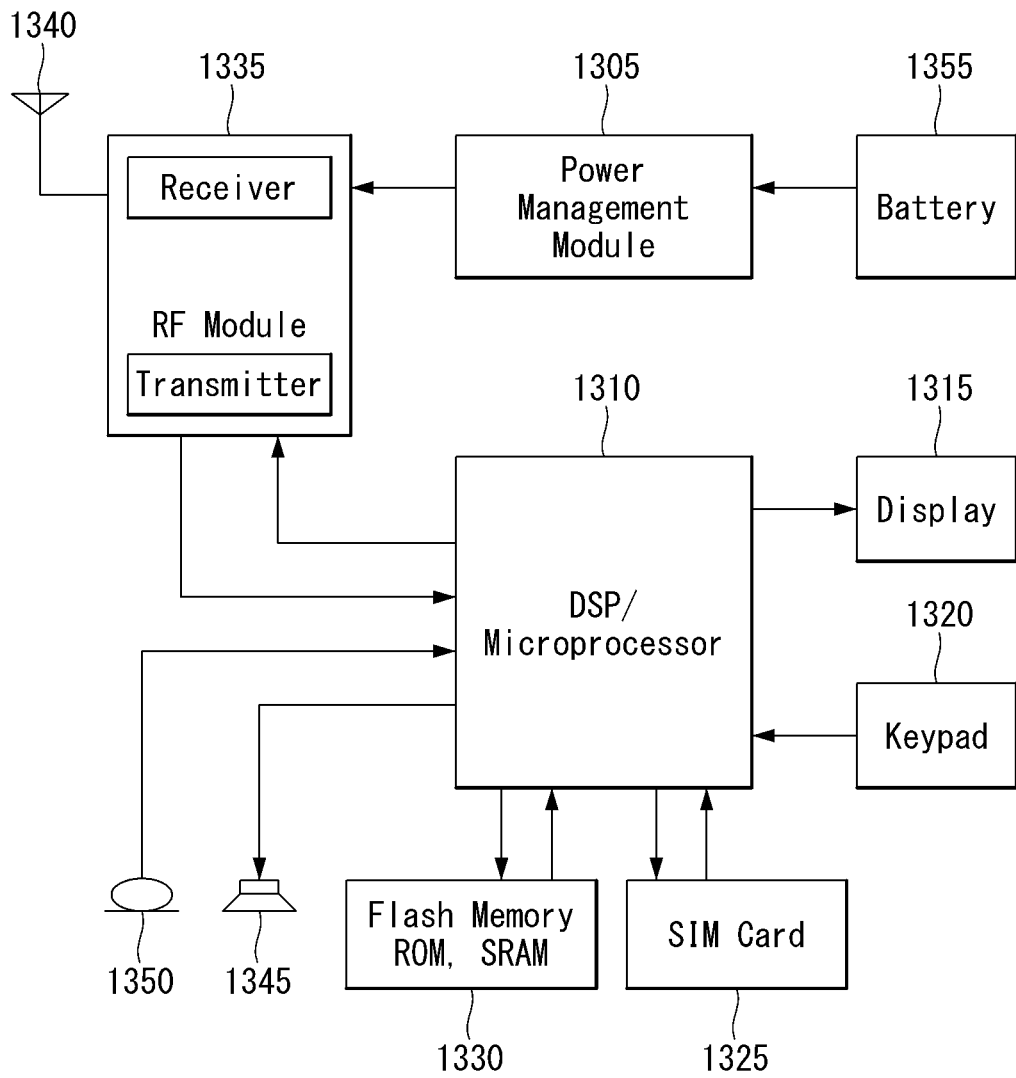 1340
1335
1305
1355
Receiver
RF Module
Transmitter
Power
Management
Module
Battery
1310
1315
DSP/
Microprocessor
Display
1320
Keypad
1350
1345
Flash Memory
ROM, SRAM
SIM Card
1330
1325